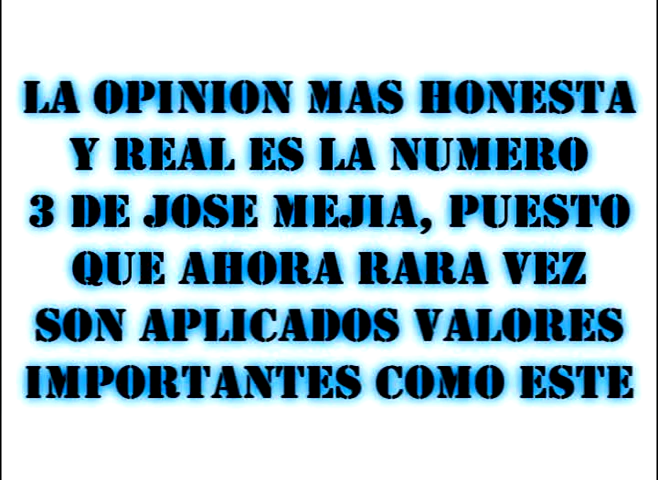 LA OPINION MAS HONESTA
Y REAL ES LA NUMERO
3 DE JOSE MEJIA, PUESTO
QUE AHORA RARA VEZ
SON APLICADOS VALORES
IMPORTANTES COMO ESTE